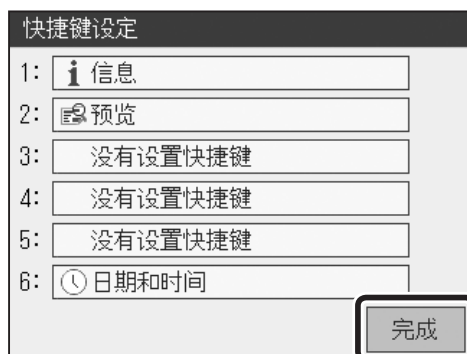 快捷键设定
1: i 信息
2: 预览
3: 没有设置快捷键
4: 没有设置快捷键
5: 没有设置快捷键
6: 日期和时间
完成